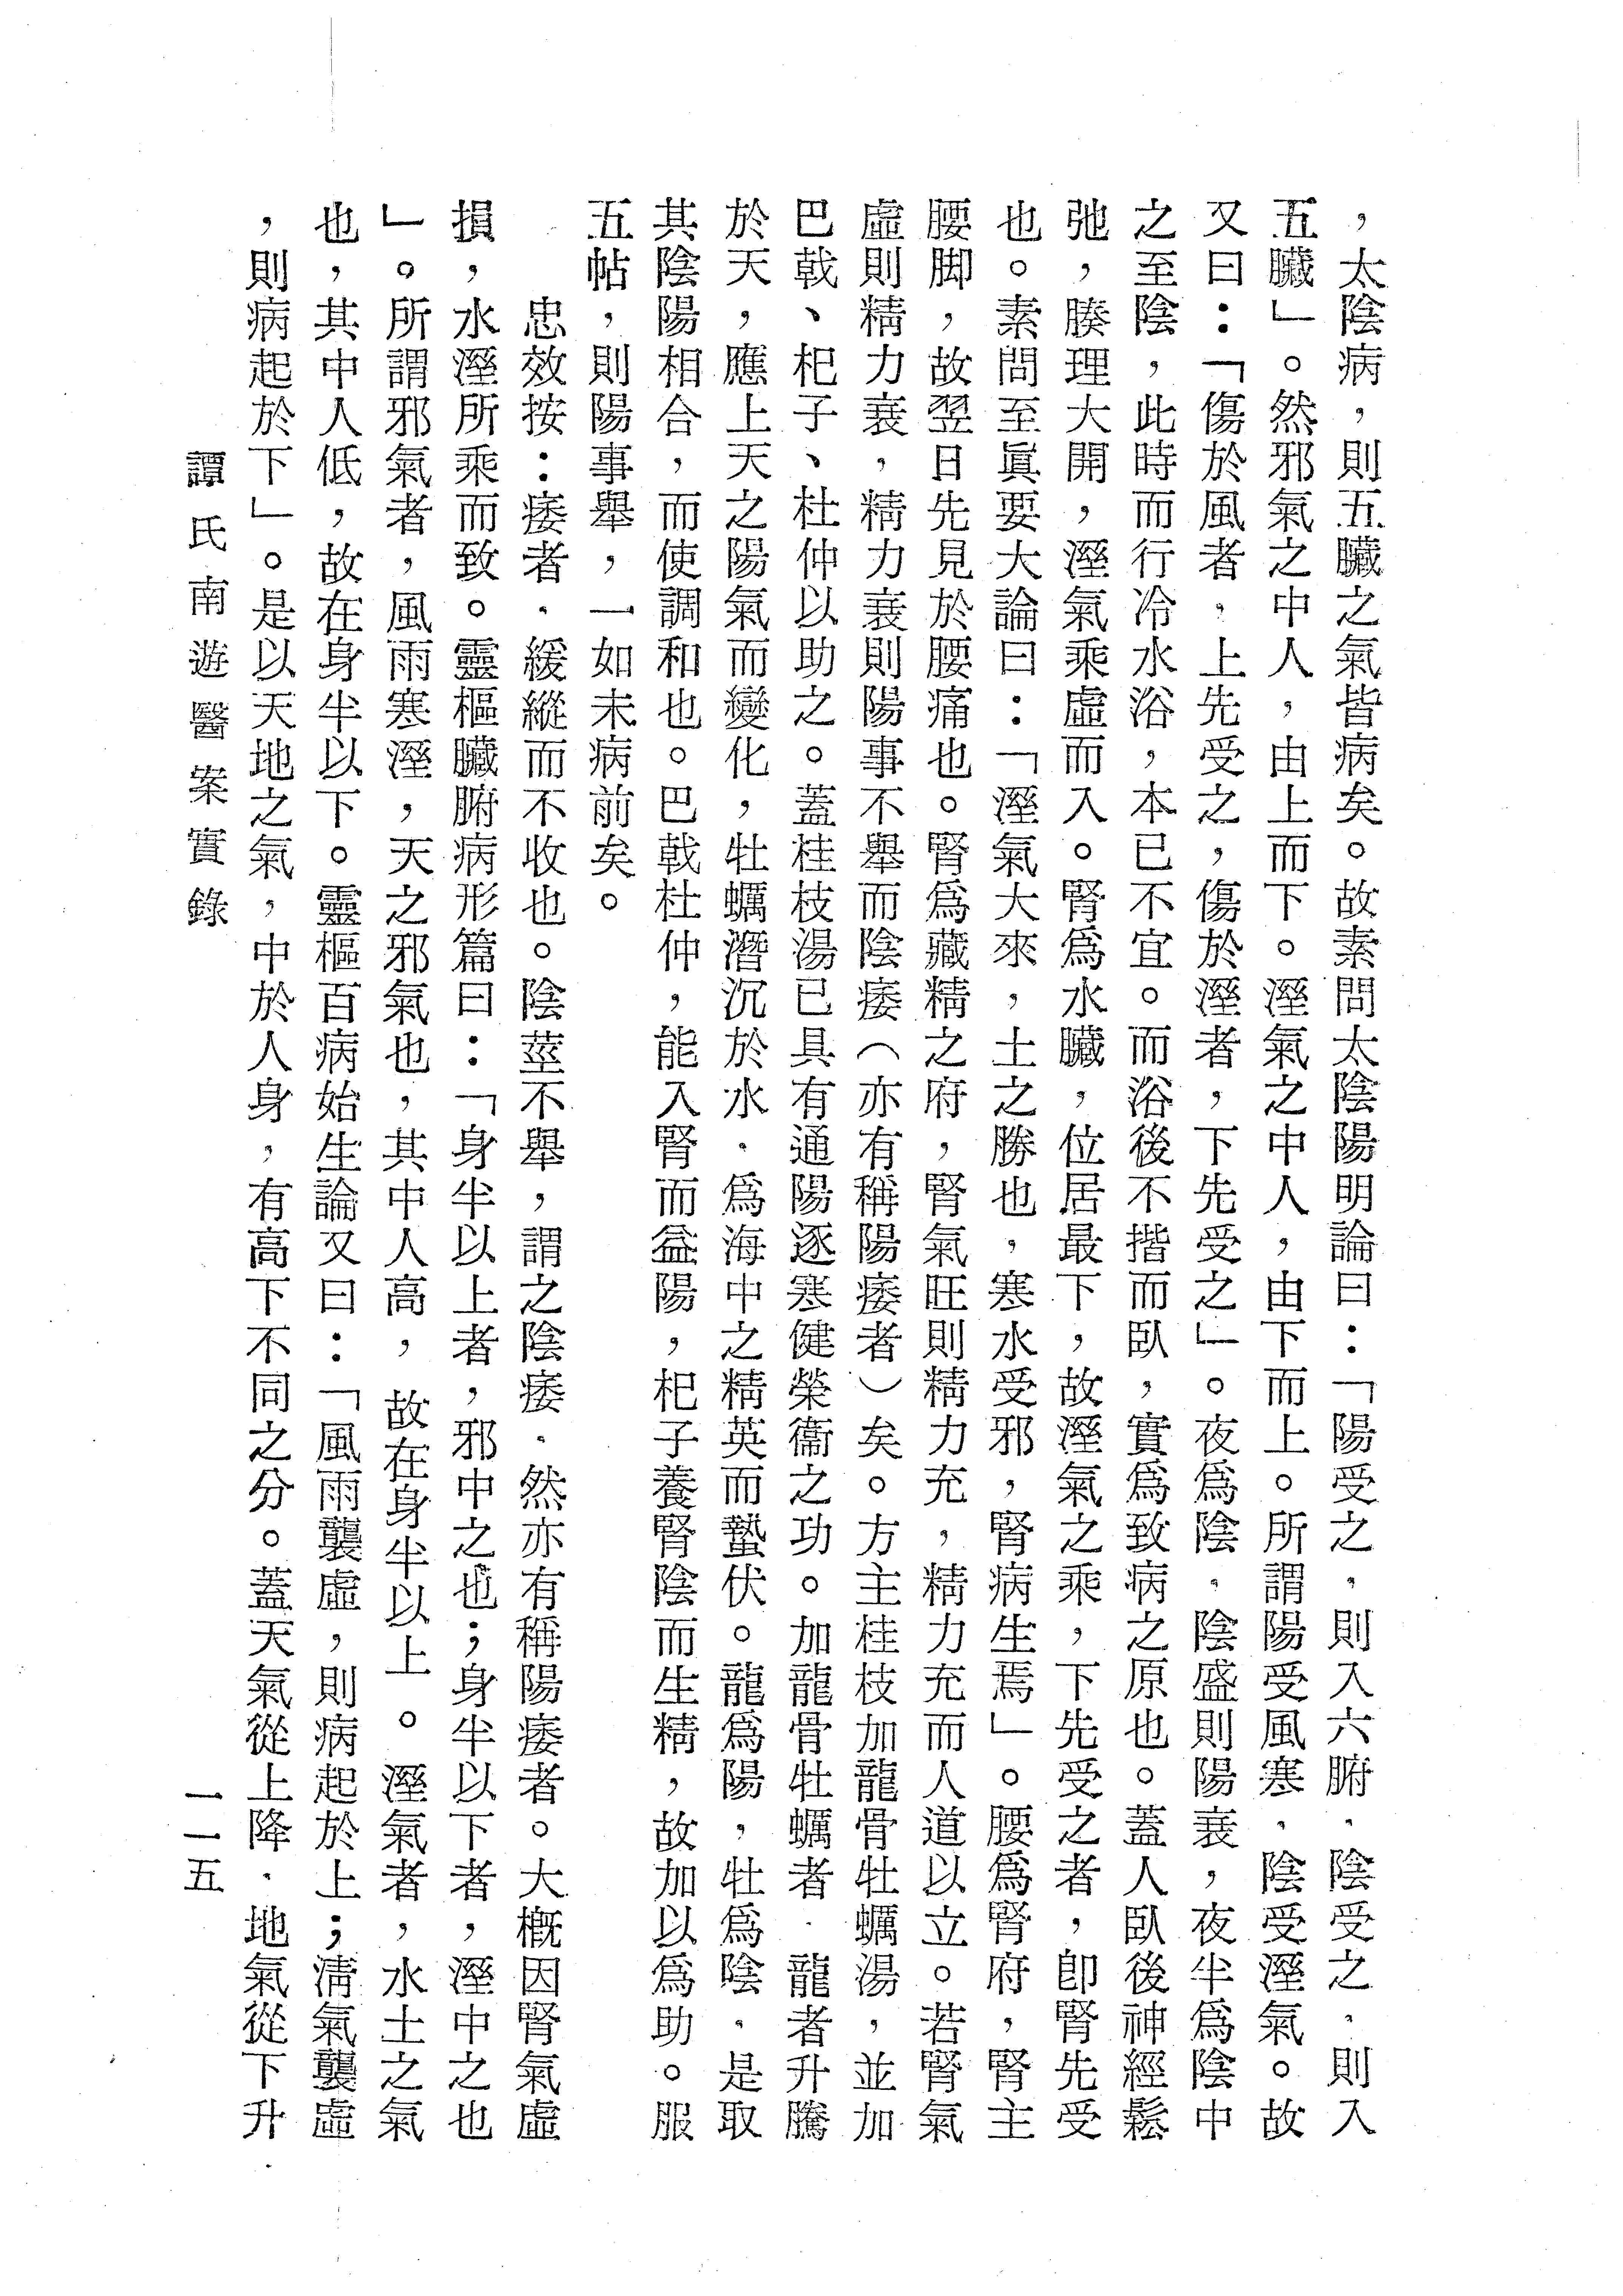 ，太陰病，則五臟之氣皆病矣。故素問太陰陽明論曰：「陽受之，則入六腑，陰受之，則入
五臟」。然邪氣之中人，由上而下。溼氣之中人，由下而上。所謂陽受風寒，陰受溼氣。故
又曰：「傷於風者，上先受之，傷於溼者，下先受之」。夜爲陰，陰盛則陽衰，夜半爲陰中
之至陰，此時而行冷水浴，本已不宜。而浴後不揩而臥，實爲致病之原也。蓋人臥後神經鬆
弛，腠理大開，溼氣乘虛而入。腎爲水臟，位居最下，故溼氣之乘，下先受之者，卽腎先受
也。素問至眞要大論曰：「溼氣大來，土之勝也，寒水受邪，腎病生焉」。腰爲腎府，腎主
腰脚，故翌日先見於腰痛也。腎爲藏精之府，腎氣旺則精力充，精力充而人道以立。若腎氣
虛則精力衰，精力衰則陽事不舉而陰痿（亦有稱陽痿者）矣。方主桂枝加龍骨牡蠣湯，並加
巴戟、杞子、杜仲以助之。蓋桂枝湯已具有通陽逐寒健榮衞之功。加龍骨牡蠣者，龍者升騰
於天，應上天之陽氣而變化，牡蠣潛沉於水，爲海中之精英而蟄伏。龍爲陽，牡爲陰，是取
其陰陽相合，而使調和也。巴戟杜仲，能入腎而益陽，杞子養腎陰而生精，故加以爲助。服
五帖，則陽事舉，一如未病前矣。
忠效按：痿者，緩縱而不收也。陰莖不舉，謂之陰痿，然亦有稱陽痿者。大槪因腎氣虛
損，水溼所乘而致。靈樞臟腑病形篇曰：「身半以上者，邪中之也；身半以下者，溼中之也
」。所謂邪氣者，風雨寒溼，天之邪氣也，其中人高，故在身半以上。溼氣者，水土之氣
也，其中人低，故在身半以下。靈樞百病始生論又曰：「風雨襲虛，則病起於上；淸氣襲虛
，則病起於下」。是以天地之氣，中於人身，有高下不同之分。蓋天氣從上降，地氣從下升，
譚氏南遊醫案實錄
一一五